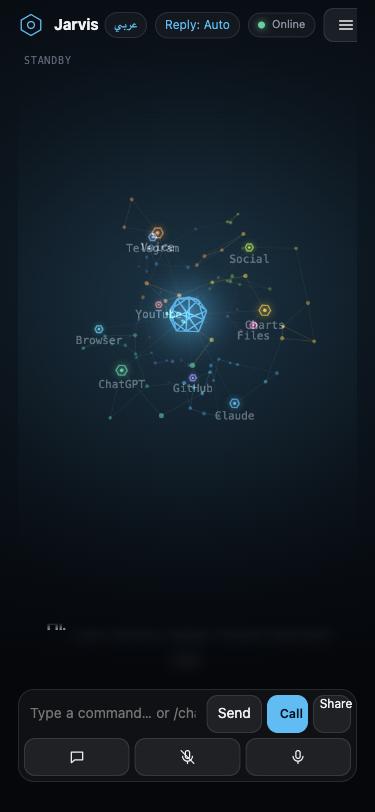 Jarvis
عربي
Reply: Auto
Online
STANDBY
Telegram
Social
YouTube
Charts
Files
Browser
ChatGPT
GitHub
Claude
Type a command... or /cha
Send
Call
Share